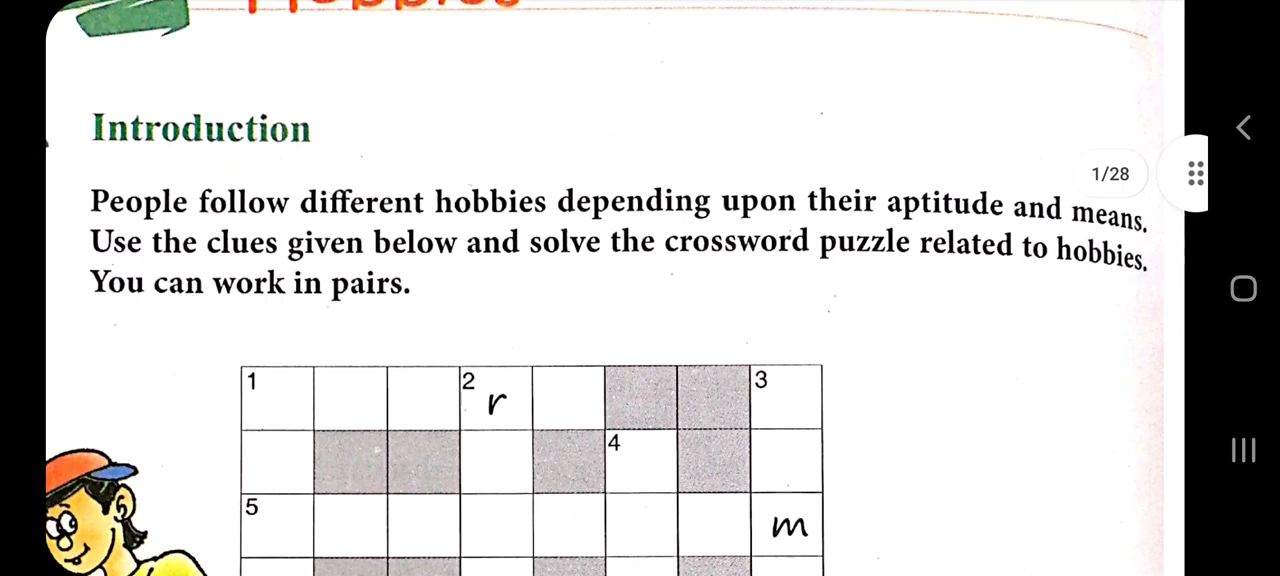 Hobbies
Introduction
1/28
People follow different hobbies depending upon their aptitude and means.
Use the clues given below and solve the crossword puzzle related to hobbies.
You can work in pairs.
1 2 r 3
4
5 m